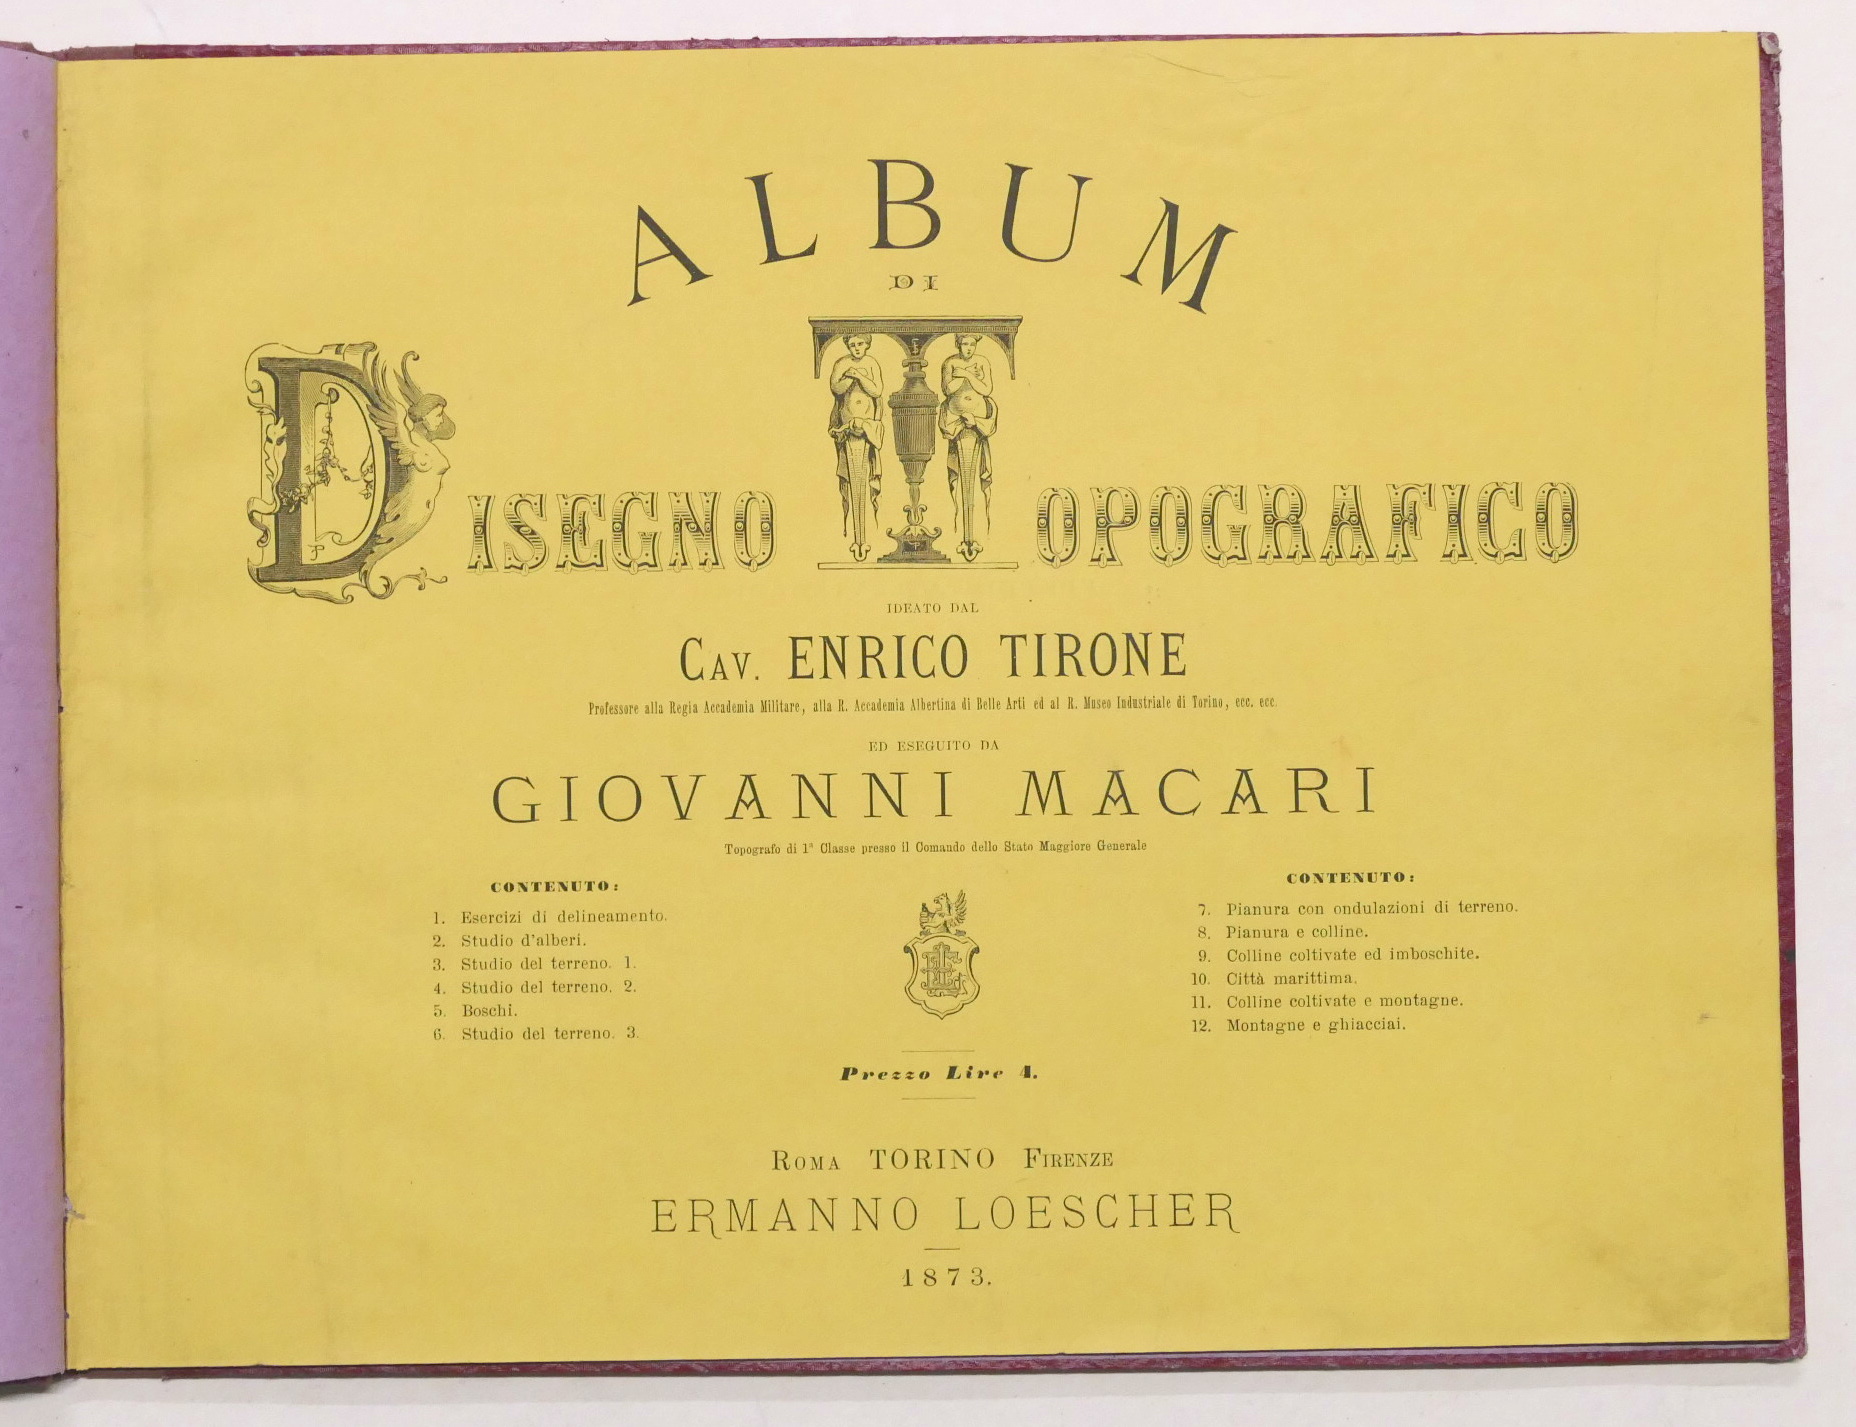 ALBUM
DI
DISEGNO TOPOGRAFICO
IDEATO DAL
CAV. ENRICO TIRONE
Professore alla Regia Accademia Militare, alla R. Accademia Albertina di Belle Arti ed al R. Museo Industriale di Torino, ecc. ecc.
ED ESEGUITO DA
GIOVANNI MACARI
Topografo di 1ª Classe presso il Comando dello Stato Maggiore Generale
CONTENUTO:
1. Esercizi di delineamento.
2. Studio d'alberi.
3. Studio del terreno. 1.
4. Studio del terreno. 2.
5. Boschi.
6. Studio del terreno. 3.
CONTENUTO:
7. Pianura con ondulazioni di terreno.
8. Pianura e colline.
9. Colline coltivate ed imboschite.
10. Città marittima.
11. Colline coltivate e montagne.
12. Montagne e ghiacciai.
Prezzo Lire 4.
ROMA TORINO FIRENZE
ERMANNO LOESCHER
1873.